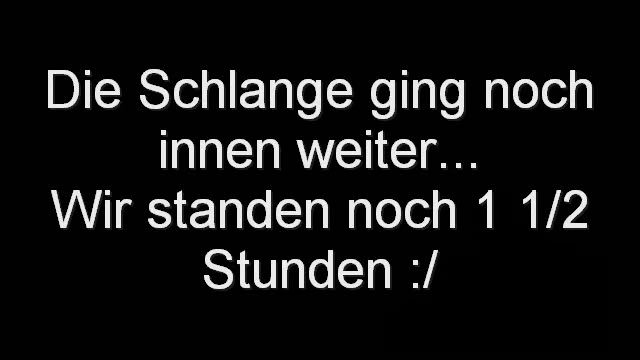 Die Schlange ging noch
innen weiter...
Wir standen noch 1 1/2
Stunden :/